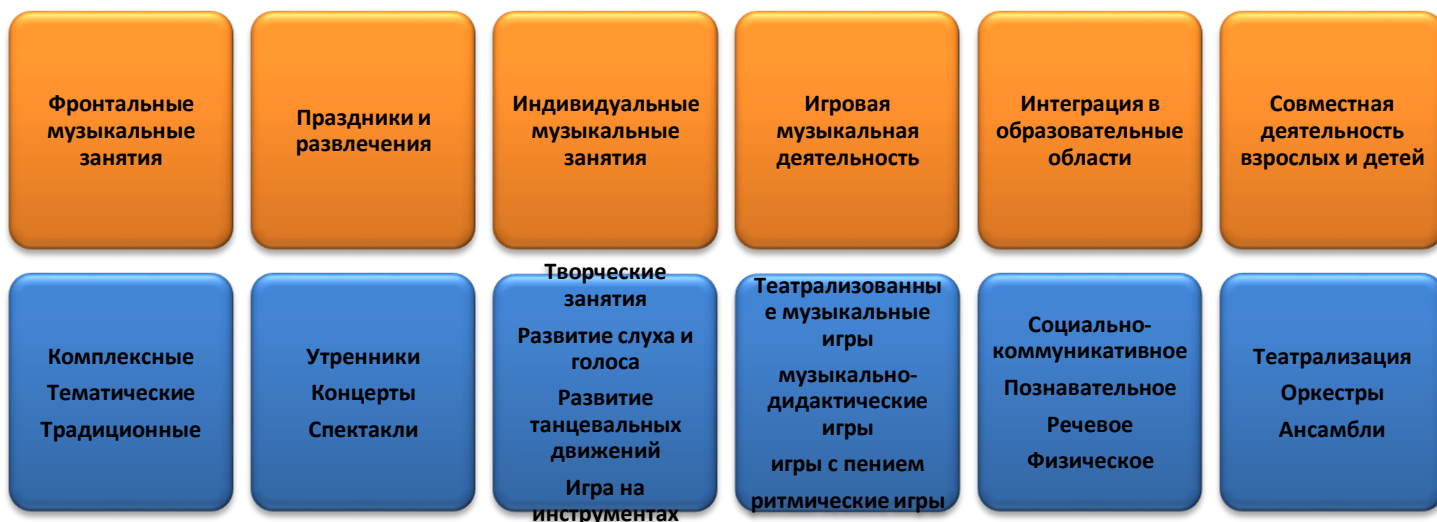 Фронтальные
музыкальные
занятия
Праздники и
развлечения
Индивидуальные
музыкальные
занятия
Игровая
музыкальная
деятельность
Интеграция в
образовательные
области
Совместная
деятельность
взрослых и детей
Комплексные
Тематические
Традиционные
Утренники
Концерты
Спектакли
Творческие
занятия
Развитие слуха и
голоса
Развитие
танцевальных
движений
Игра на
инструментах
Театрализованны
е музыкальные
игры
музыкально-
дидактические
игры
игры с пением
ритмические игры
Социально-
коммуникативное
Познавательное
Речевое
Физическое
Театрализация
Оркестры
Ансамбли